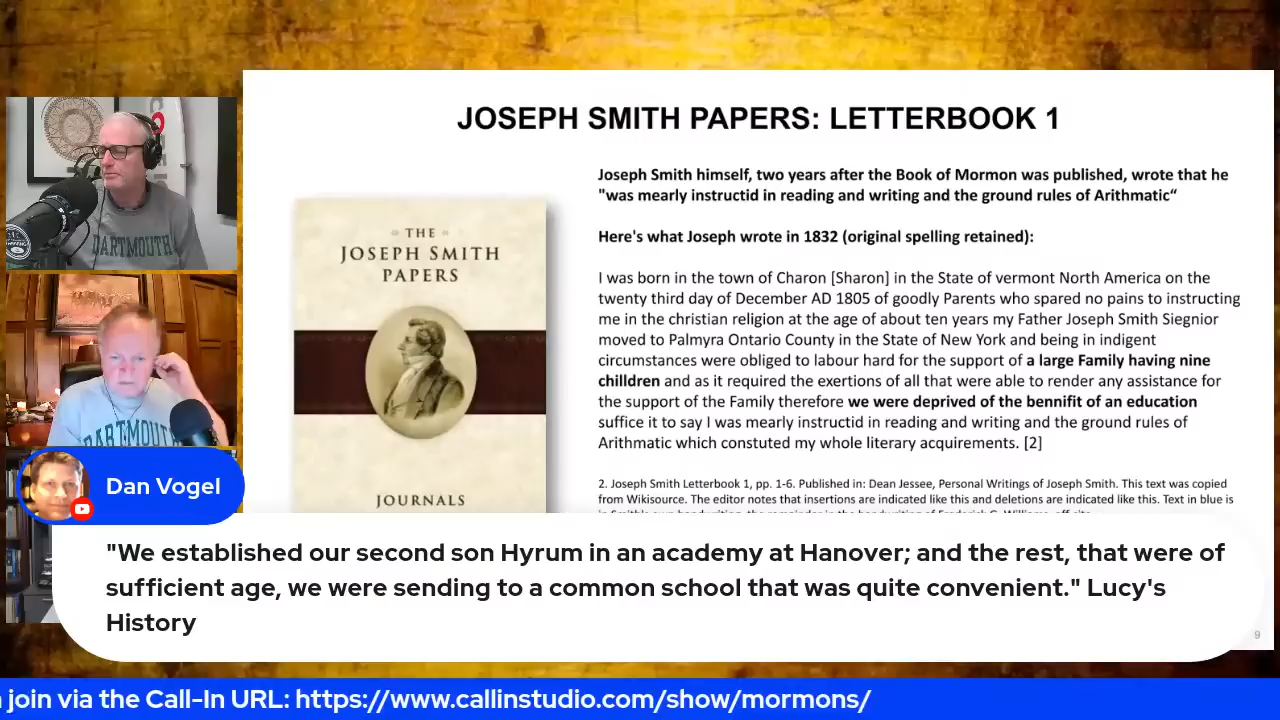 JOSEPH SMITH PAPERS: LETTERBOOK 1
Joseph Smith himself, two years after the Book of Mormon was published, wrote that he
"was mearly instructid in reading and writing and the ground rules of Arithmatic“
Here's what Joseph wrote in 1832 (original spelling retained):
I was born in the town of Charon [Sharon] in the State of vermont North America on the
twenty third day of December AD 1805 of goodly Parents who spared no pains to instructing
me in the christian religion at the age of about ten years my Father Joseph Smith Siegnior
moved to Palmyra Ontario County in the State of New York and being in indigent
circumstances were obliged to labour hard for the support of a large Family having nine
chilldren and as it required the exertions of all that were able to render any assistance for
the support of the Family therefore we were deprived of the bennifit of an education
suffice it to say I was mearly instructid in reading and writing and the ground rules of
Arithmatic which constuted my whole literary acquirements. [2]
2. Joseph Smith Letterbook 1, pp. 1-6. Published in: Dean Jessee, Personal Writings of Joseph Smith. This text was copied
from Wikisource. The editor notes that insertions are indicated like this and deletions are indicated like this. Text in blue is
THE
JOSEPH SMITH
PAPERS
JOURNALS
DARTMOUTH
DARTMOUTH
Dan Vogel
"We established our second son Hyrum in an academy at Hanover; and the rest, that were of
sufficient age, we were sending to a common school that was quite convenient." Lucy's
History
9
join via the Call-In URL: https://www.callinstudio.com/show/mormons/